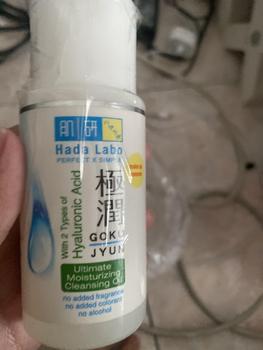 肌研
Hada Labo
PERFECT X SIMPLE
極潤
GOKU
JYUN
With 2 Types of
Hyaluronic Acid
Ultimate
Moisturizing
Cleansing Oil
no added fragrance
no added colorant
no alcohol